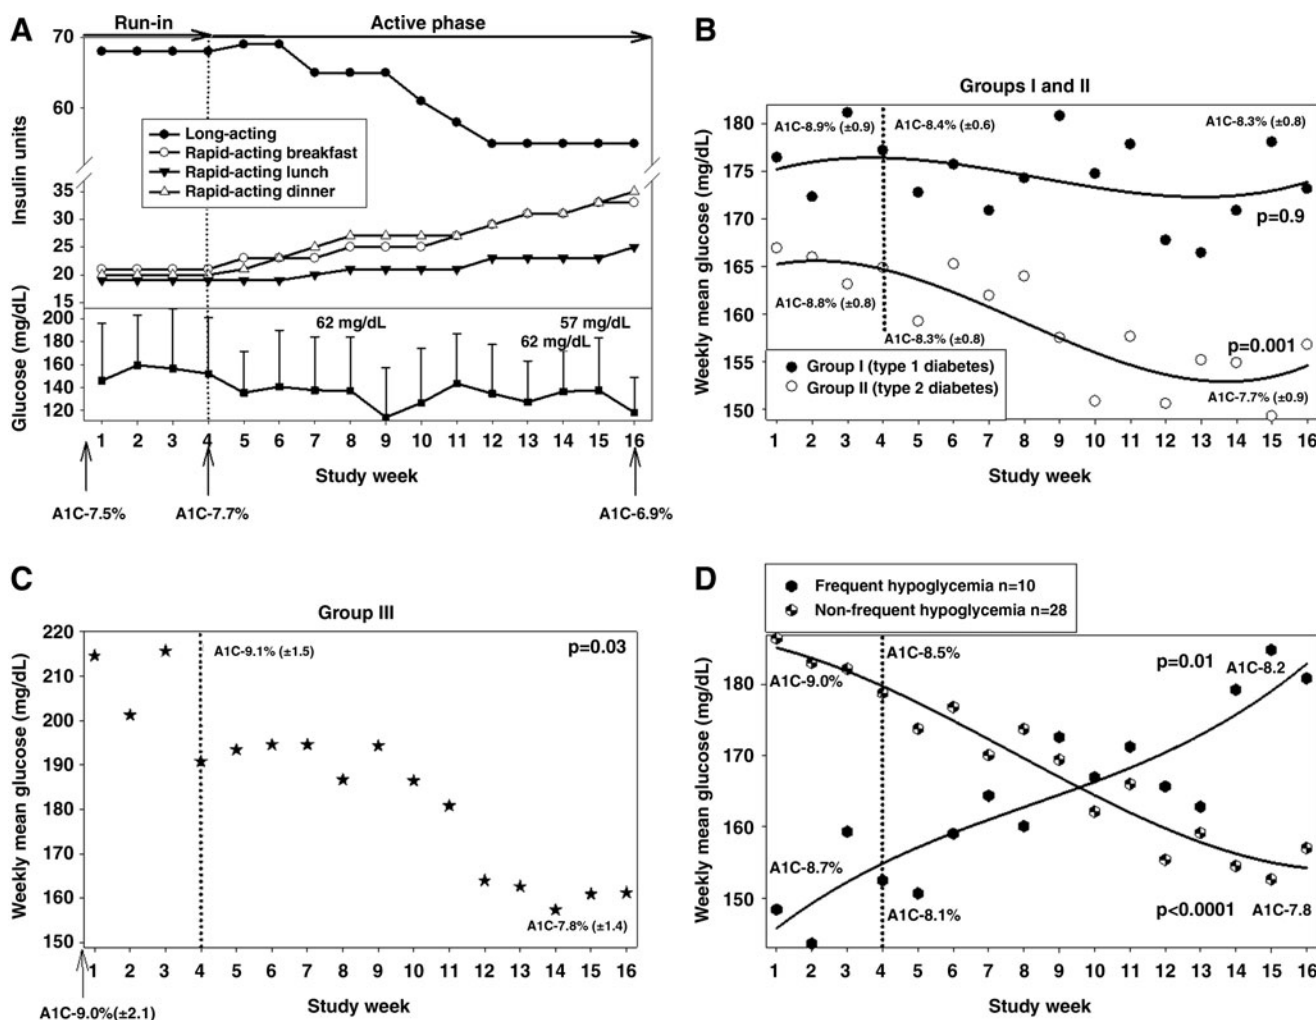 A
Run-in
Active phase
70
60
35
30
25
20
15
Insulin units
Long-acting
Rapid-acting breakfast
Rapid-acting lunch
Rapid-acting dinner
200
180
160
140
120
Glucose (mg/dL)
62 mg/dL
57 mg/dL
62 mg/dL
1 2 3 4 5 6 7 8 9 10 11 12 13 14 15 16
Study week
A1C-7.5%
A1C-7.7%
A1C-6.9%
B
Groups I and II
180
175
170
165
160
155
150
Weekly mean glucose (mg/dL)
A1C-8.9% (±0.9)
A1C-8.4% (±0.6)
A1C-8.3% (±0.8)
p=0.9
A1C-8.8% (±0.8)
A1C-8.3% (±0.8)
p=0.001
A1C-7.7% (±0.9)
Group I (type 1 diabetes)
Group II (type 2 diabetes)
1 2 3 4 5 6 7 8 9 10 11 12 13 14 15 16
Study week
C
Group III
220
210
200
190
180
170
160
150
Weekly mean glucose (mg/dL)
A1C-9.1% (±1.5)
p=0.03
A1C-7.8% (±1.4)
1 2 3 4 5 6 7 8 9 10 11 12 13 14 15 16
Study week
A1C-9.0%(±2.1)
D
Frequent hypoglycemia n=10
Non-frequent hypoglycemia n=28
180
170
160
150
Weekly mean glucose (mg/dL)
A1C-8.5%
A1C-9.0%
p=0.01
A1C-8.2
A1C-8.7%
A1C-8.1%
p<0.0001
A1C-7.8
1 2 3 4 5 6 7 8 9 10 11 12 13 14 15 16
Study week